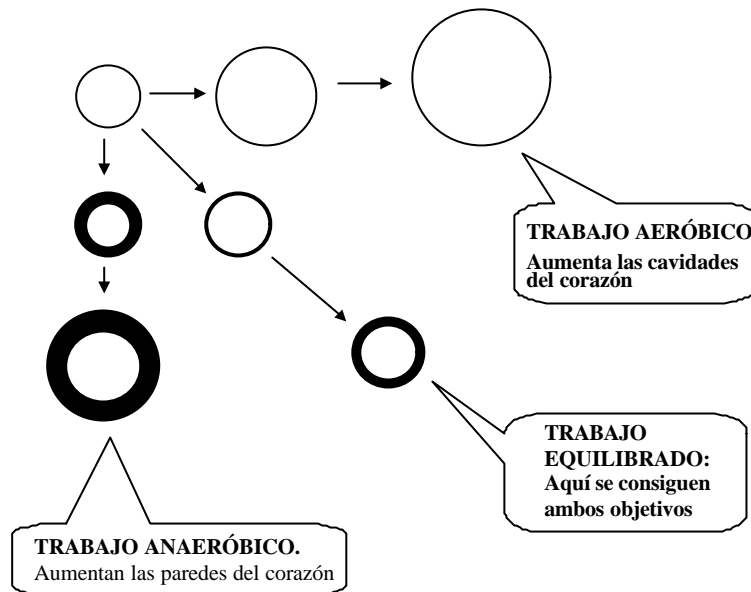 TRABAJO AERÓBICO
Aumenta las cavidades
del corazón
TRABAJO
EQUILIBRADO:
Aquí se consiguen
ambos objetivos
TRABAJO ANAERÓBICO.
Aumentan las paredes del corazón